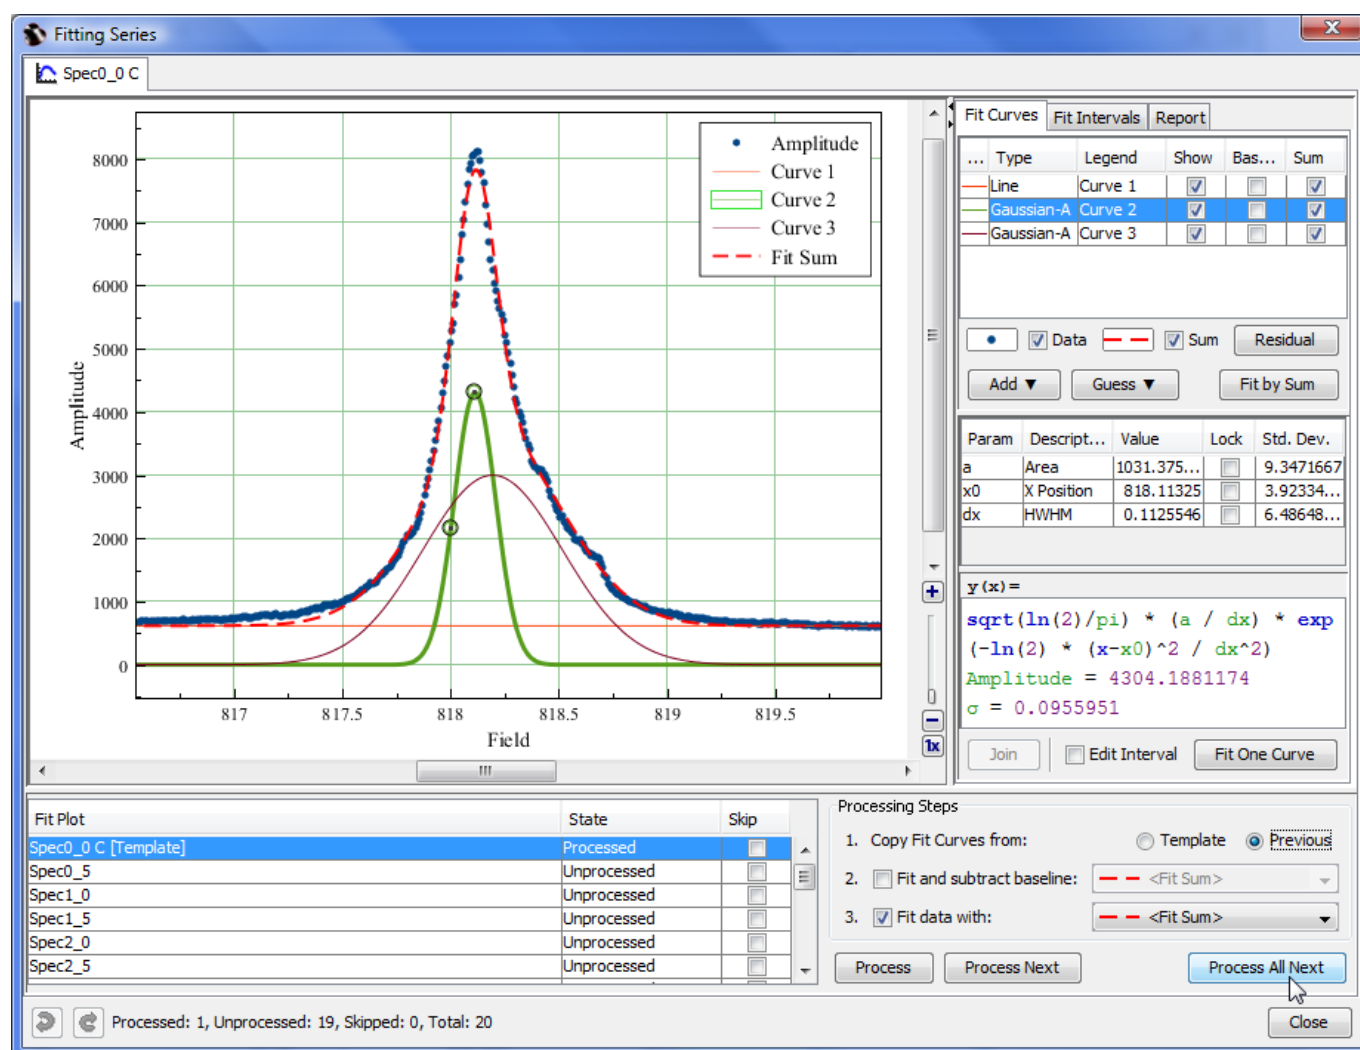 Fitting Series
Spec0_0 C
8000
7000
6000
5000
4000
3000
2000
1000
0
Amplitude
817
817.5
818
818.5
819
819.5
Field
Amplitude
Curve 1
Curve 2
Curve 3
Fit Sum
1x
Fit Curves Fit Intervals Report
... Type Legend Show Bas... Sum
Line Curve 1
Gaussian-A Curve 2
Gaussian-A Curve 3
Data Sum Residual
Add ▼ Guess ▼ Fit by Sum
Param Descript... Value Lock Std. Dev.
a Area 1031.375... 9.3471667
x0 X Position 818.11325 3.92334...
dx HWHM 0.1125546 6.48648...
y(x)=
sqrt(ln(2)/pi) * (a / dx) * exp
(-ln(2) * (x-x0)^2 / dx^2)
Amplitude = 4304.1881174
σ = 0.0955951
Join Edit Interval Fit One Curve
Fit Plot State Skip
Spec0_0 C [Template] Processed
Spec0_5 Unprocessed
Spec1_0 Unprocessed
Spec1_5 Unprocessed
Spec2_0 Unprocessed
Spec2_5 Unprocessed
Processing Steps
1. Copy Fit Curves from: Template Previous
2. Fit and subtract baseline: <Fit Sum>
3. Fit data with: <Fit Sum>
Process Process Next Process All Next
Processed: 1, Unprocessed: 19, Skipped: 0, Total: 20
Close